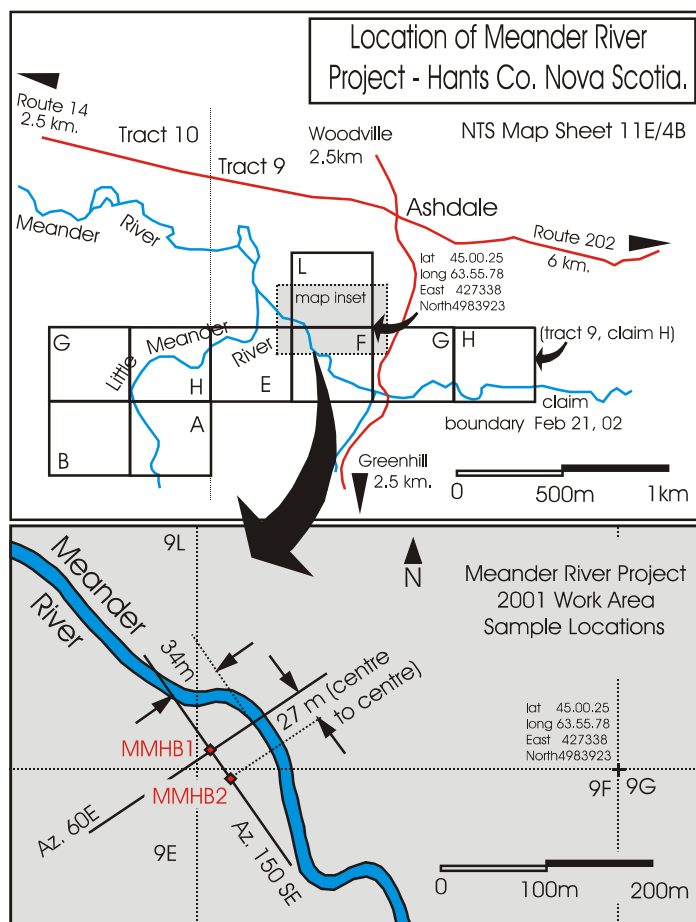 Location of Meander River
Project - Hants Co. Nova Scotia.
Route 14
2.5 km.
Tract 10
Tract 9
Woodville
2.5km
NTS Map Sheet 11E/4B
Ashdale
Meander
River
Route 202
6 km.
L
map inset
lat 45.00.25
long 63.55.78
East 427338
North4983923
G
Little
Meander
River
H
E
F
G
H
(tract 9, claim H)
A
B
claim
boundary Feb 21, 02
Greenhill
2.5 km.
0
500m
1km
9L
Meander
River
N
Meander River Project
2001 Work Area
Sample Locations
34m
27 m (centre
to centre)
lat 45.00.25
long 63.55.78
East 427338
North4983923
MMHB1
MMHB2
9F
9G
Az. 60E
Az. 150 SE
9E
0
100m
200m